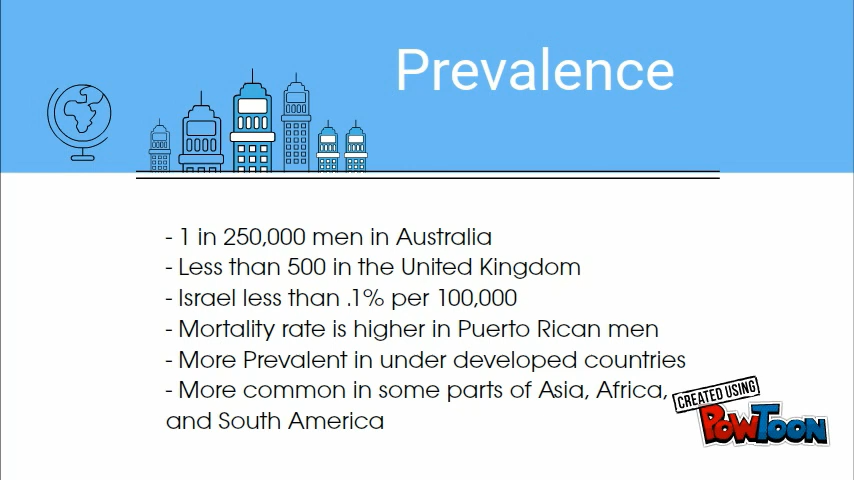 Prevalence
- 1 in 250,000 men in Australia
- Less than 500 in the United Kingdom
- Israel less than .1% per 100,000
- Mortality rate is higher in Puerto Rican men
- More Prevalent in under developed countries
- More common in some parts of Asia, Africa,
and South America
CREATED USING
POWTOON